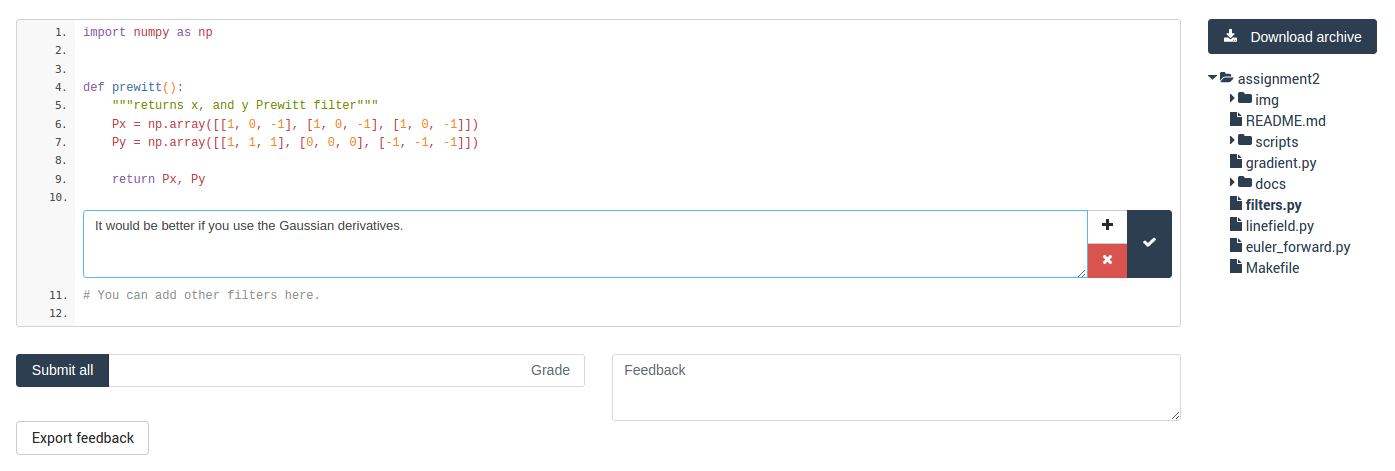 1. import numpy as np
2.
3.
4. def prewitt():
5.     """returns x, and y Prewitt filter"""
6.     Px = np.array([[1, 0, -1], [1, 0, -1], [1, 0, -1]])
7.     Py = np.array([[1, 1, 1], [0, 0, 0], [-1, -1, -1]])
8.
9.     return Px, Py
10.
It would be better if you use the Gaussian derivatives.
11. # You can add other filters here.
12.
Submit all
Grade
Feedback
Export feedback
Download archive
assignment2
img
README.md
scripts
gradient.py
docs
filters.py
linefield.py
euler_forward.py
Makefile